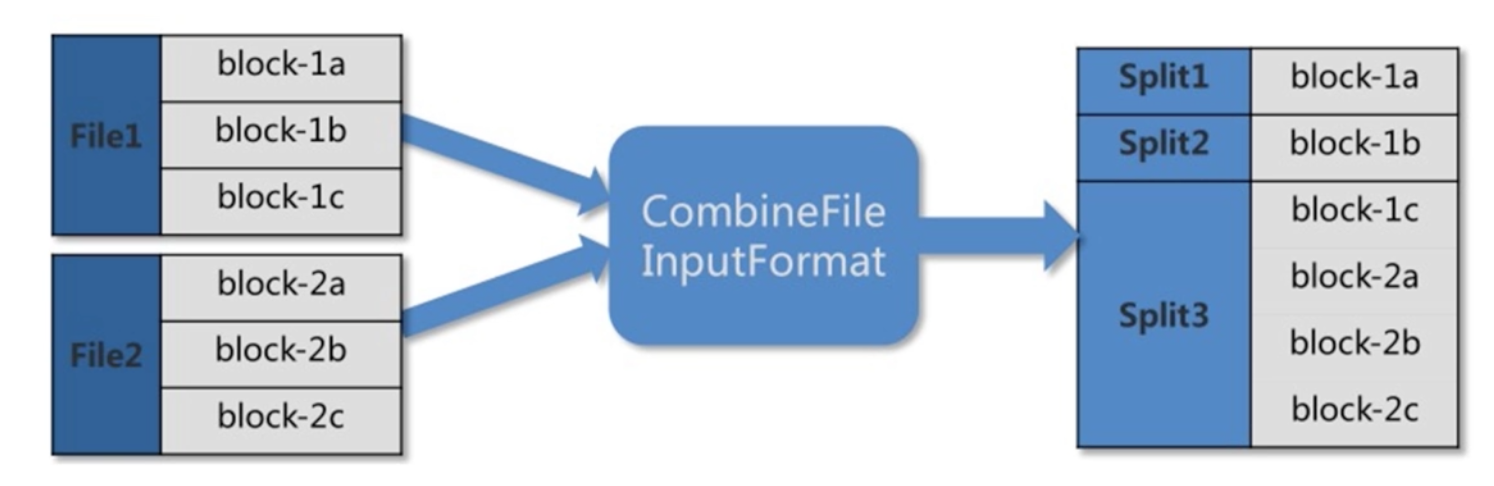 File1
block-1a
block-1b
block-1c
File2
block-2a
block-2b
block-2c
CombineFile
InputFormat
Split1
block-1a
Split2
block-1b
Split3
block-1c
block-2a
block-2b
block-2c